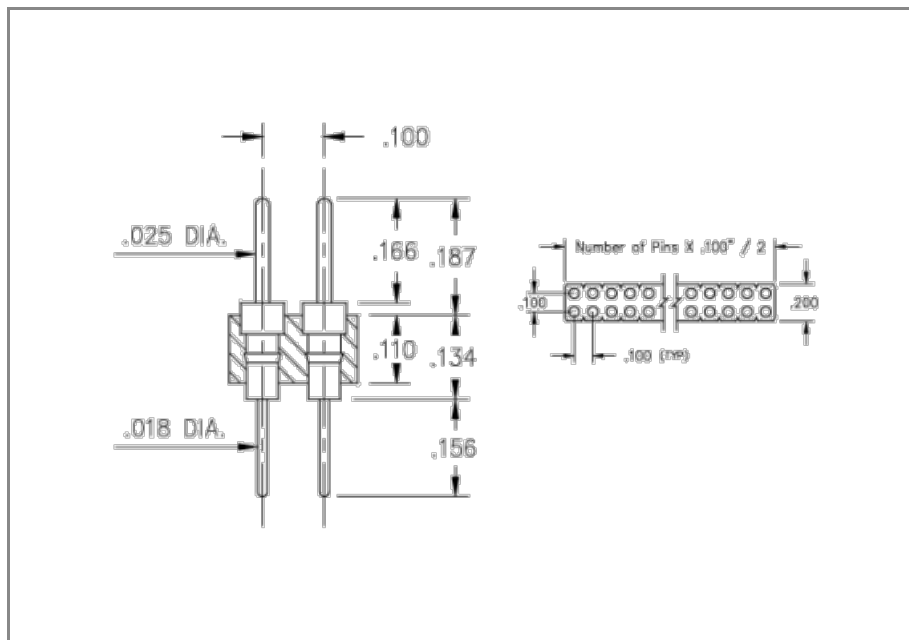 .100
.025 DIA.
.166
.187
Number of Pins X .100" / 2
.100
.200
.110
.134
.100 (TYP)
.018 DIA.
.156